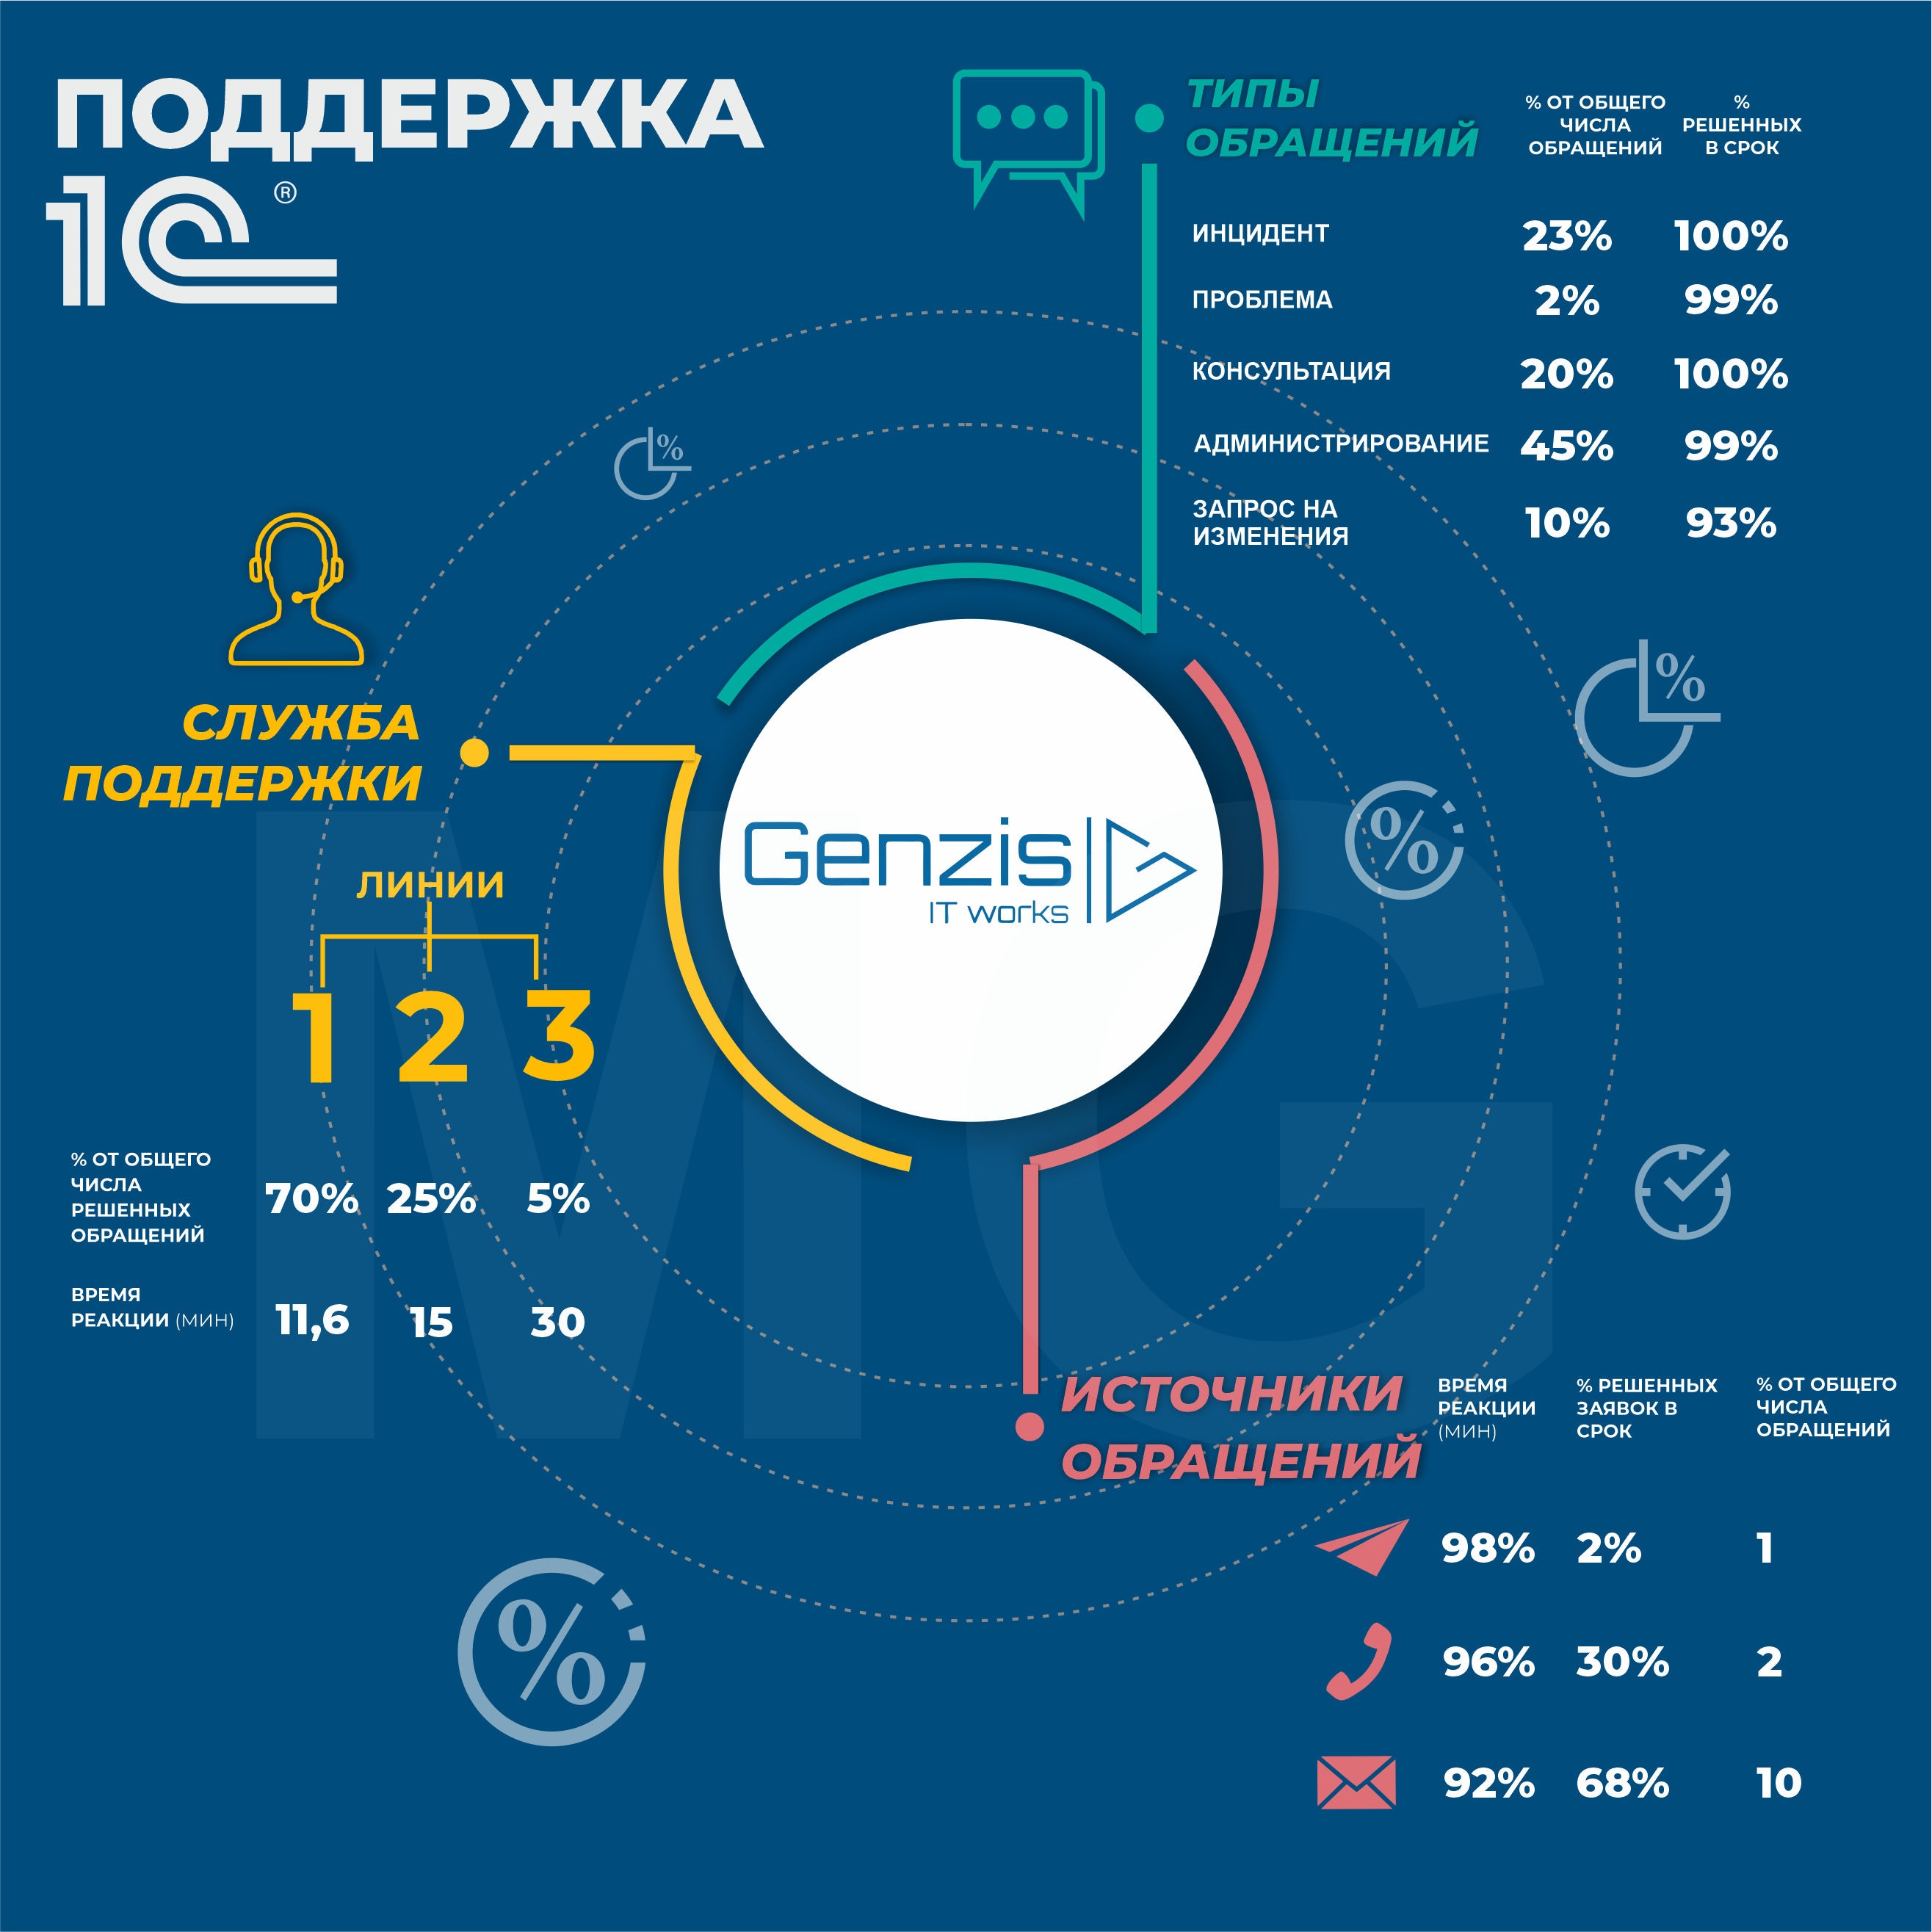 ПОДДЕРЖКА
1С®
ТИПЫ
ОБРАЩЕНИЙ
% ОТ ОБЩЕГО
ЧИСЛА
ОБРАЩЕНИЙ
%
РЕШЕННЫХ
В СРОК
ИНЦИДЕНТ 23% 100%
ПРОБЛЕМА 2% 99%
КОНСУЛЬТАЦИЯ 20% 100%
АДМИНИСТРИРОВАНИЕ 45% 99%
ЗАПРОС НА
ИЗМЕНЕНИЯ 10% 93%
%
СЛУЖБА
ПОДДЕРЖКИ
ЛИНИИ
1 2 3
% ОТ ОБЩЕГО
ЧИСЛА
РЕШЕННЫХ
ОБРАЩЕНИЙ
70% 25% 5%
ВРЕМЯ
РЕАКЦИИ (МИН)
11,6 15 30
Genzis
IT works
%
%
MG
ИСТОЧНИКИ
ОБРАЩЕНИЙ
ВРЕМЯ
РЕАКЦИИ
(МИН)
% РЕШЕННЫХ
ЗАЯВОК В
СРОК
% ОТ ОБЩЕГО
ЧИСЛА
ОБРАЩЕНИЙ
98% 2% 1
96% 30% 2
92% 68% 10
%